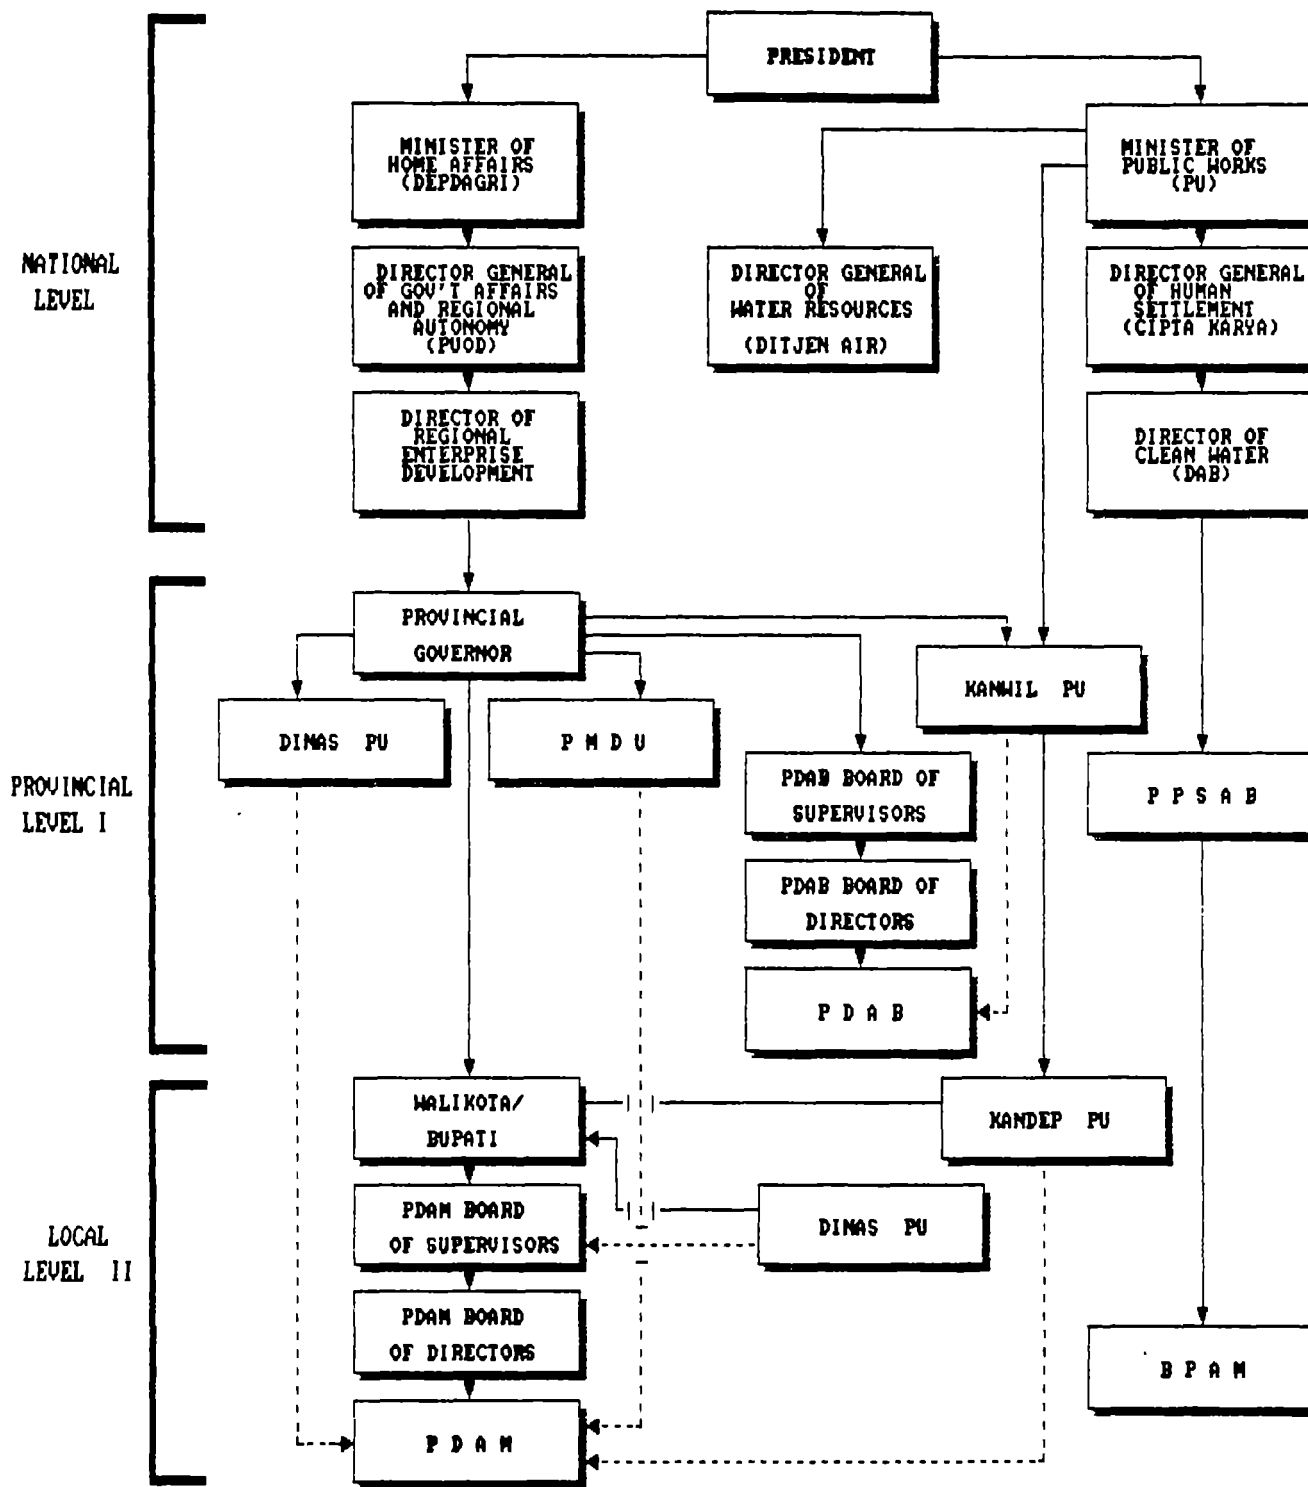 PRESIDENT
MINISTER OF
HOME AFFAIRS
(DEPDAGRI)
MINISTER OF
PUBLIC WORKS
(PU)
NATIONAL
LEVEL
DIRECTOR GENERAL
OF GOV'T AFFAIRS
AND REGIONAL
AUTONOMY
(PUOD)
DIRECTOR GENERAL
OF
WATER RESOURCES
(DITJEN AIR)
DIRECTOR GENERAL
OF HUMAN
SETTLEMENT
(CIPTA KARYA)
DIRECTOR OF
REGIONAL
ENTERPRISE
DEVELOPMENT
DIRECTOR OF
CLEAN WATER
(DAB)
PROVINCIAL
GOVERNOR
KANWIL PU
DINAS PU
P M D U
PROVINCIAL
LEVEL I
PDAB BOARD OF
SUPERVISORS
P P S A B
PDAB BOARD OF
DIRECTORS
P D A B
WALIKOTA/
BUPATI
KANDEP PU
LOCAL
LEVEL II
PDAM BOARD
OF SUPERVISORS
DINAS PU
PDAM BOARD
OF DIRECTORS
B P A M
P D A M